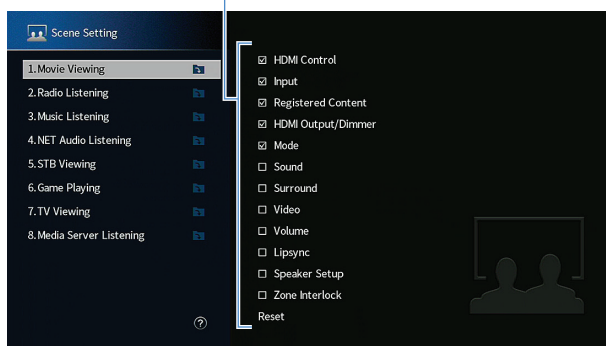 Scene Setting
1.Movie Viewing
2.Radio Listening
3.Music Listening
4.NET Audio Listening
5.STB Viewing
6.Game Playing
7.TV Viewing
8.Media Server Listening
?
HDMI Control
Input
Registered Content
HDMI Output/Dimmer
Mode
Sound
Surround
Video
Volume
Lipsync
Speaker Setup
Zone Interlock
Reset